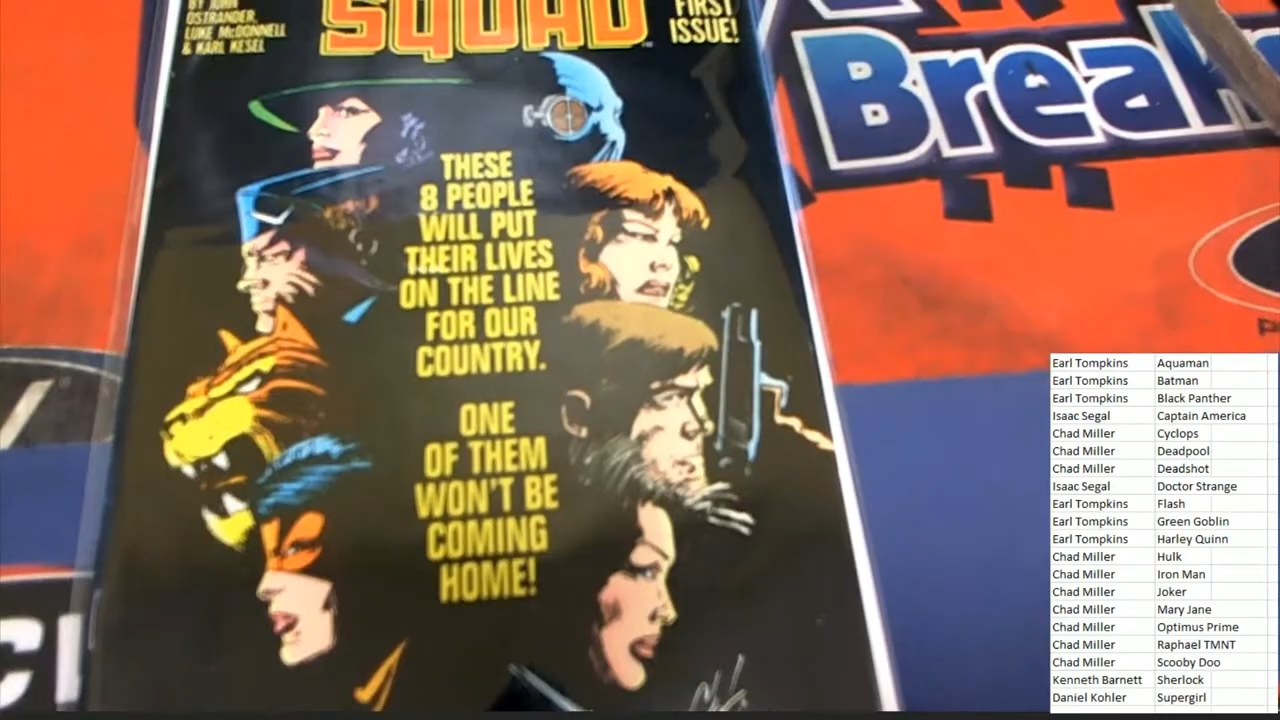 BY JOHN
OSTRANDER,
LUKE McDONNELL
& KARL KESEL
SQUAD
FIRST
ISSUE!
THESE
8 PEOPLE
WILL PUT
THEIR LIVES
ON THE LINE
FOR OUR
COUNTRY.
ONE
OF THEM
WON'T BE
COMING
HOME!
Break
Earl Tompkins Aquaman
Earl Tompkins Batman
Earl Tompkins Black Panther
Isaac Segal Captain America
Chad Miller Cyclops
Chad Miller Deadpool
Chad Miller Deadshot
Isaac Segal Doctor Strange
Earl Tompkins Flash
Earl Tompkins Green Goblin
Earl Tompkins Harley Quinn
Chad Miller Hulk
Chad Miller Iron Man
Chad Miller Joker
Chad Miller Mary Jane
Chad Miller Optimus Prime
Chad Miller Raphael TMNT
Chad Miller Scooby Doo
Kenneth Barnett Sherlock
Daniel Kohler Supergirl